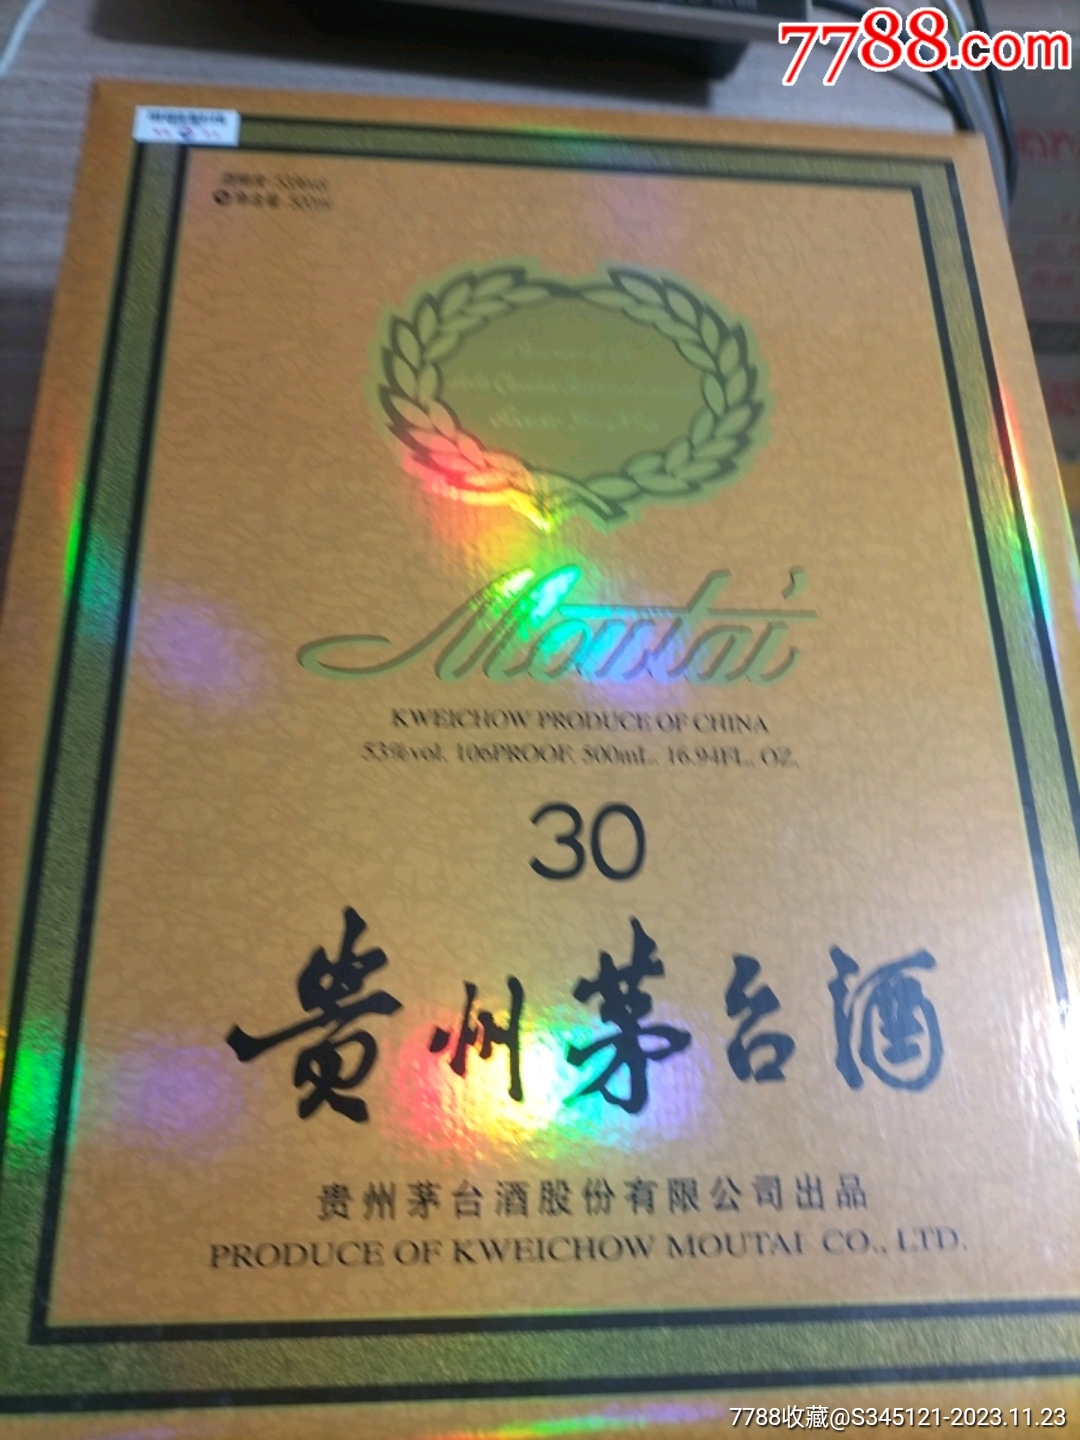 7788.com
Moutai
KWEICHOW PRODUCE OF CHINA
53%vol. 106PROOF. 500mL. 16.94FL. OZ.
30
贵州茅台酒
贵州茅台酒股份有限公司出品
PRODUCE OF KWEICHOW MOUTAI CO., LTD.
7788收藏@S345121-2023.11.23